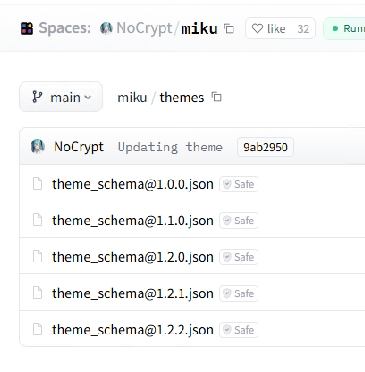 Spaces: NoCrypt/miku like 32
main miku / themes
NoCrypt Updating theme 9ab2950
theme_schema@1.0.0.json Safe
theme_schema@1.1.0.json Safe
theme_schema@1.2.0.json Safe
theme_schema@1.2.1.json Safe
theme_schema@1.2.2.json Safe